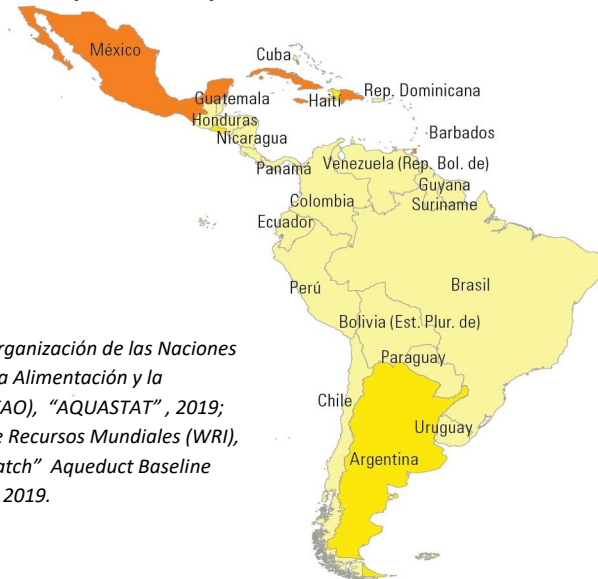 México
Cuba
Rep. Dominicana
Guatemala
Haití
Honduras
Nicaragua
Barbados
Panamá
Venezuela (Rep. Bol. de)
Guyana
Colombia
Suriname
Ecuador
Perú
Brasil
Bolivia (Est. Plur. de)
Paraguay
Chile
Uruguay
Argentina
rganización de las Naciones
a Alimentación y la
AO), "AQUASTAT" , 2019;
e Recursos Mundiales (WRI),
atch" Aqueduct Baseline
2019.